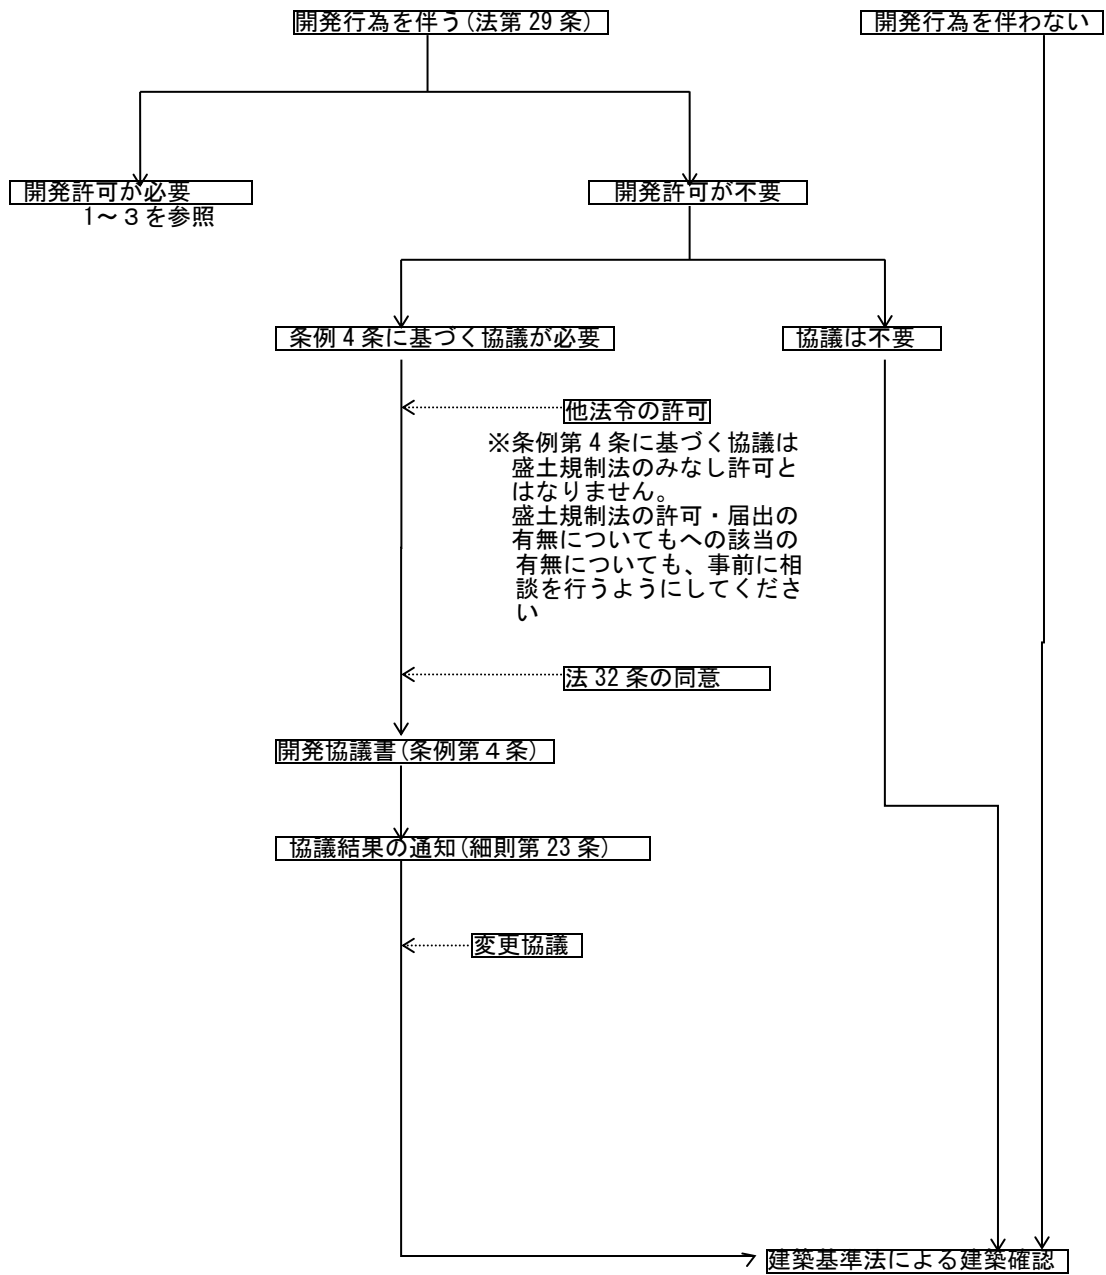 開発行為を伴う(法第29条)
開発行為を伴わない
開発許可が必要
1～3を参照
開発許可が不要
条例4条に基づく協議が必要
協議は不要
他法令の許可
※条例第4条に基づく協議は
盛土規制法のみなし許可と
はなりません。
盛土規制法の許可・届出の
有無についてもへの該当の
有無についても、事前に相
談を行うようにしてくださ
い
法32条の同意
開発協議書(条例第４条)
協議結果の通知(細則第23条)
変更協議
建築基準法による建築確認